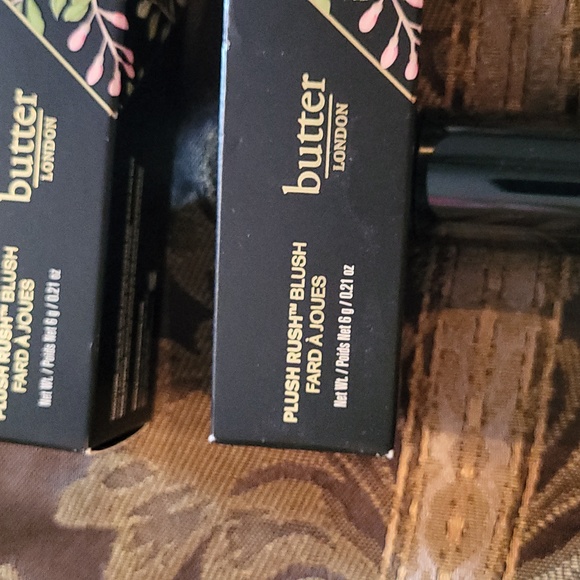 butter
LONDON
PLUSH RUSH™ BLUSH
FARD À JOUES
Net Wt. / Poids Net 6 g / 0.21 oz
butter
LONDON
PLUSH RUSH™ BLUSH
FARD À JOUES
Net Wt. / Poids Net 6 g / 0.21 oz